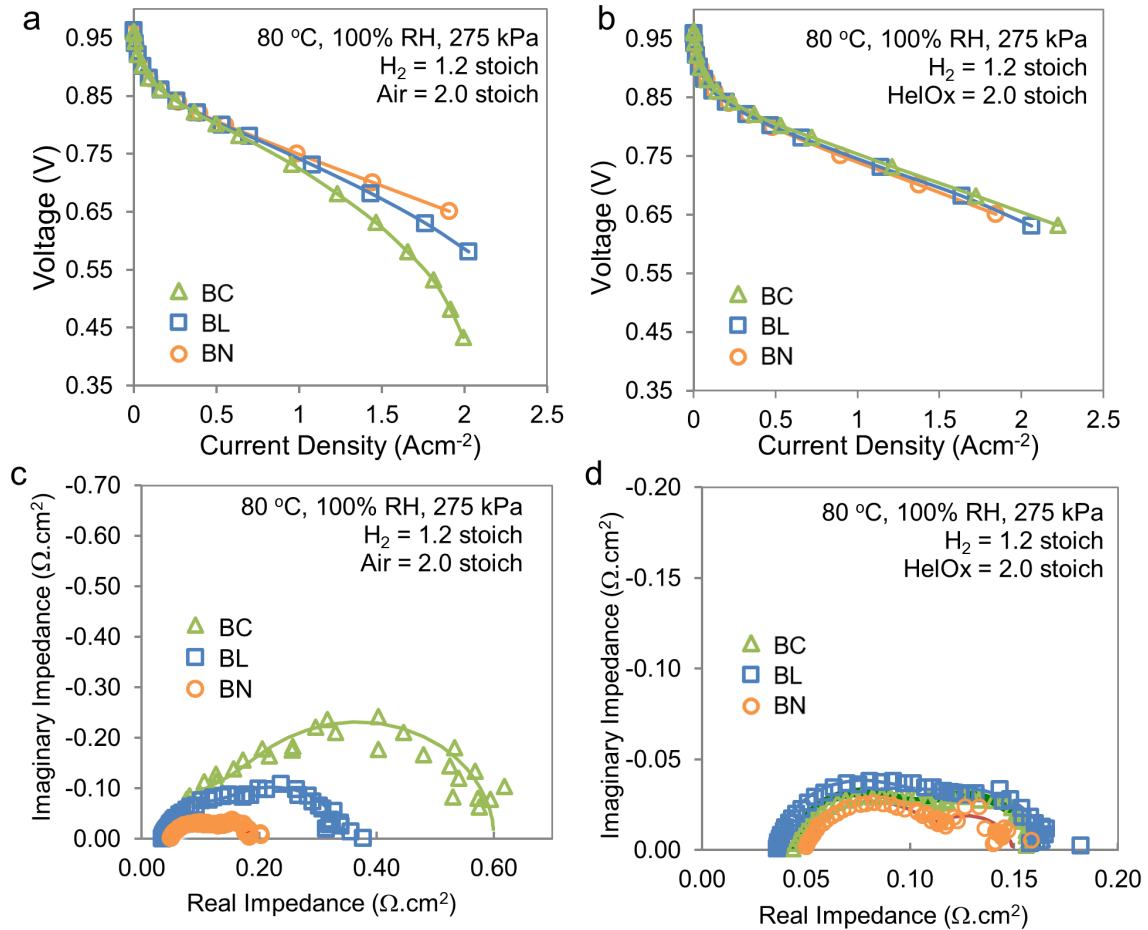 a
80 °C, 100% RH, 275 kPa
H₂ = 1.2 stoich
Air = 2.0 stoich
0.95
0.85
0.75
0.65
0.55
0.45
0.35
Voltage (V)
BC
BL
BN
0
0.5
1
1.5
2
2.5
Current Density (Acm⁻²)
b
80 °C, 100% RH, 275 kPa
H₂ = 1.2 stoich
HelOx = 2.0 stoich
0.95
0.85
0.75
0.65
0.55
0.45
0.35
Voltage (V)
BC
BL
BN
0
0.5
1
1.5
2
2.5
Current Density (Acm⁻²)
c
80 °C, 100% RH, 275 kPa
H₂ = 1.2 stoich
Air = 2.0 stoich
-0.70
-0.60
-0.50
-0.40
-0.30
-0.20
-0.10
0.00
Imaginary Impedance (Ω.cm²)
BC
BL
BN
0.00
0.20
0.40
0.60
Real Impedance (Ω.cm²)
d
80 °C, 100% RH, 275 kPa
H₂ = 1.2 stoich
HelOx = 2.0 stoich
-0.20
-0.15
-0.10
-0.05
0.00
Imaginary Impedance (Ω.cm²)
BC
BL
BN
0.00
0.05
0.10
0.15
0.20
Real Impedance (Ω.cm²)